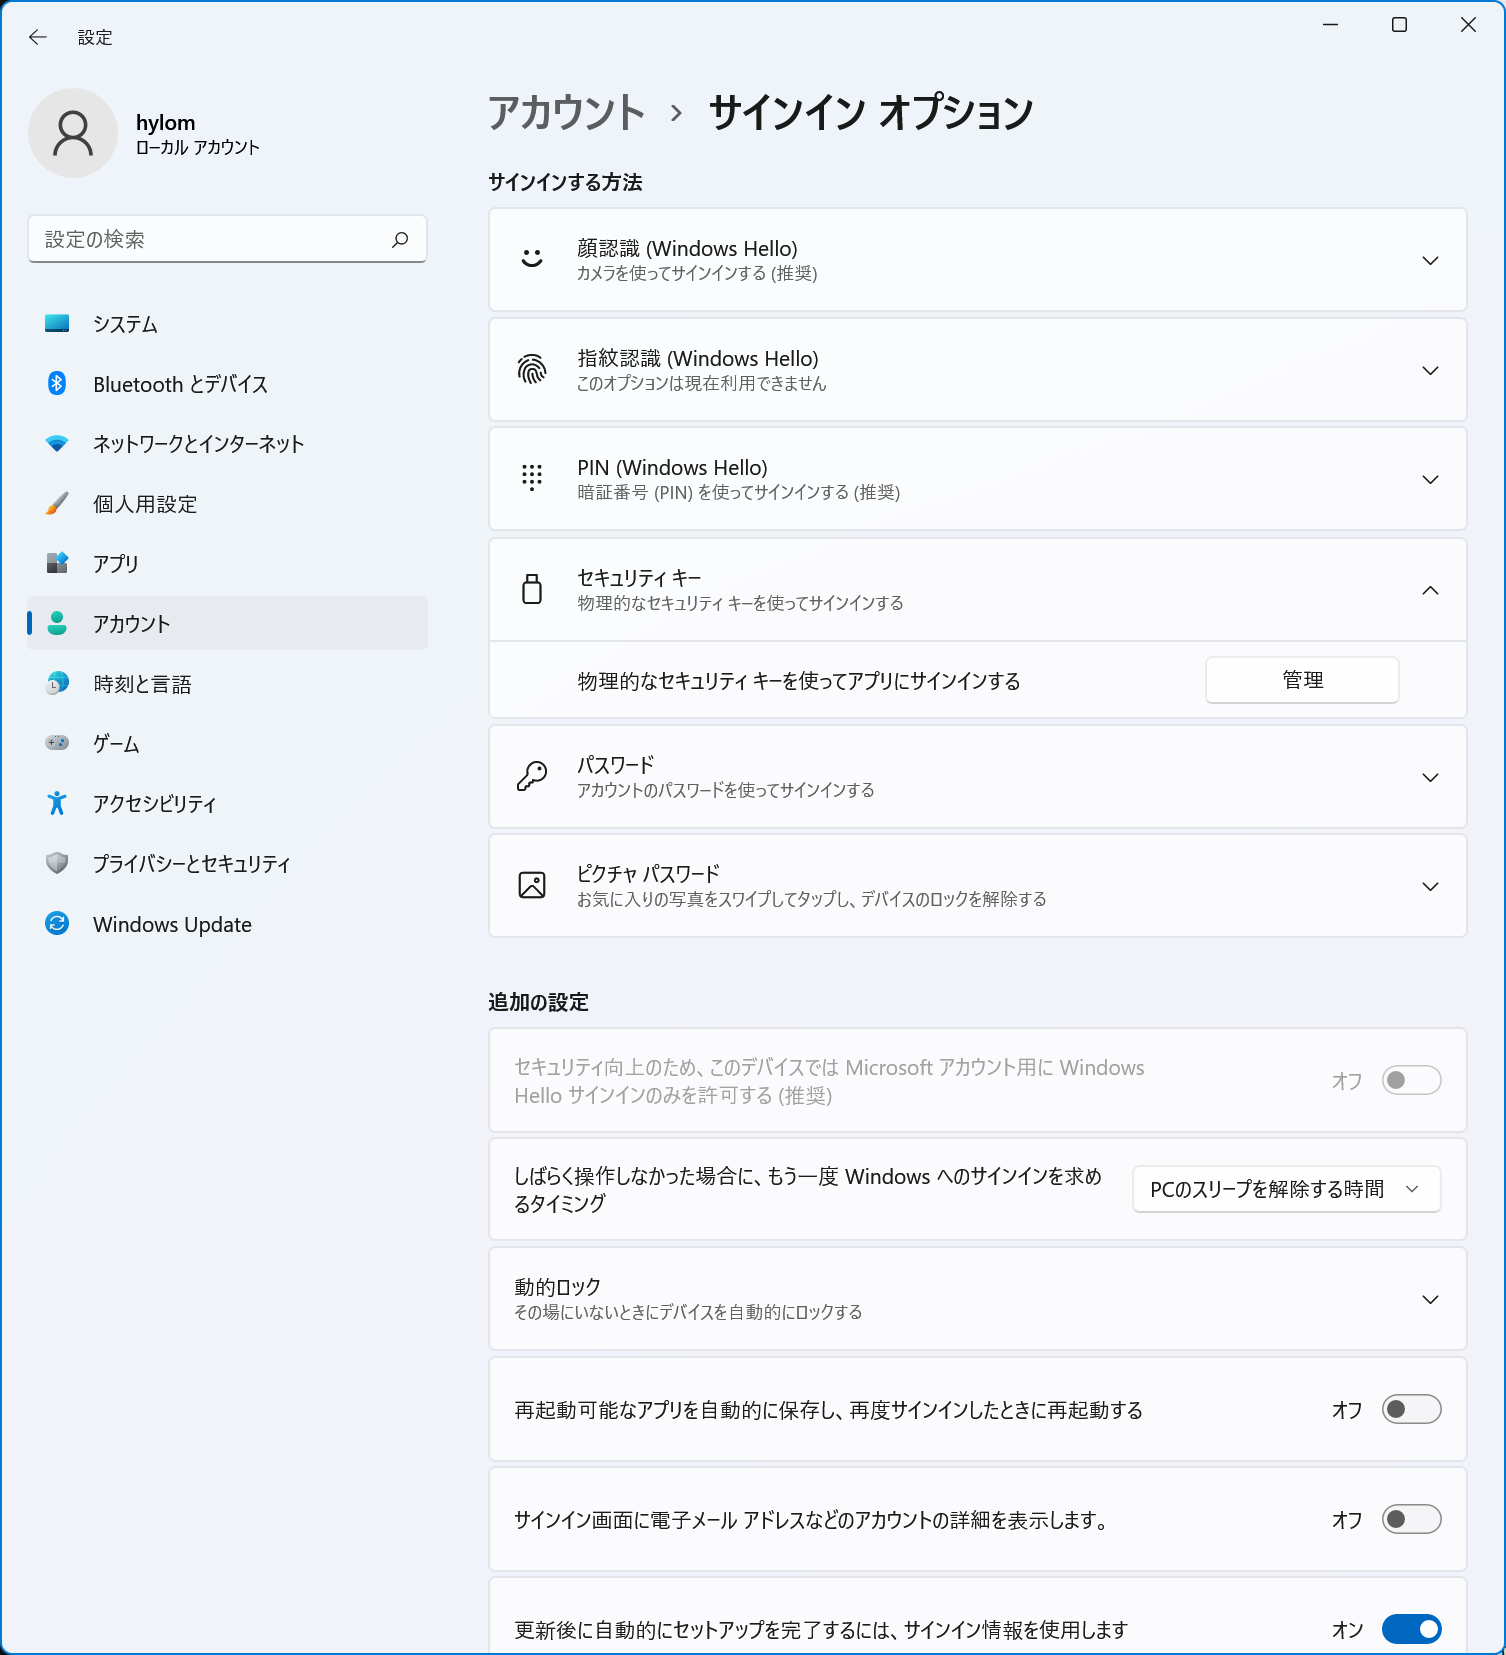 設定
hylom
ローカル アカウント
設定の検索
システム
Bluetooth とデバイス
ネットワークとインターネット
個人用設定
アプリ
アカウント
時刻と言語
ゲーム
アクセシビリティ
プライバシーとセキュリティ
Windows Update
アカウント › サインイン オプション
サインインする方法
顔認識 (Windows Hello)
カメラを使ってサインインする (推奨)
指紋認識 (Windows Hello)
このオプションは現在利用できません
PIN (Windows Hello)
暗証番号 (PIN) を使ってサインインする (推奨)
セキュリティ キー
物理的なセキュリティ キーを使ってサインインする
物理的なセキュリティ キーを使ってアプリにサインインする
管理
パスワード
アカウントのパスワードを使ってサインインする
ピクチャ パスワード
お気に入りの写真をスワイプしてタップし、デバイスのロックを解除する
追加の設定
セキュリティ向上のため、このデバイスでは Microsoft アカウント用に Windows
Hello サインインのみを許可する (推奨)
オフ
しばらく操作しなかった場合に、もう一度 Windows へのサインインを求め
るタイミング
PCのスリープを解除する時間
動的ロック
その場にいないときにデバイスを自動的にロックする
再起動可能なアプリを自動的に保存し、再度サインインしたときに再起動する
オフ
サインイン画面に電子メール アドレスなどのアカウントの詳細を表示します。
オフ
更新後に自動的にセットアップを完了するには、サインイン情報を使用します
オン